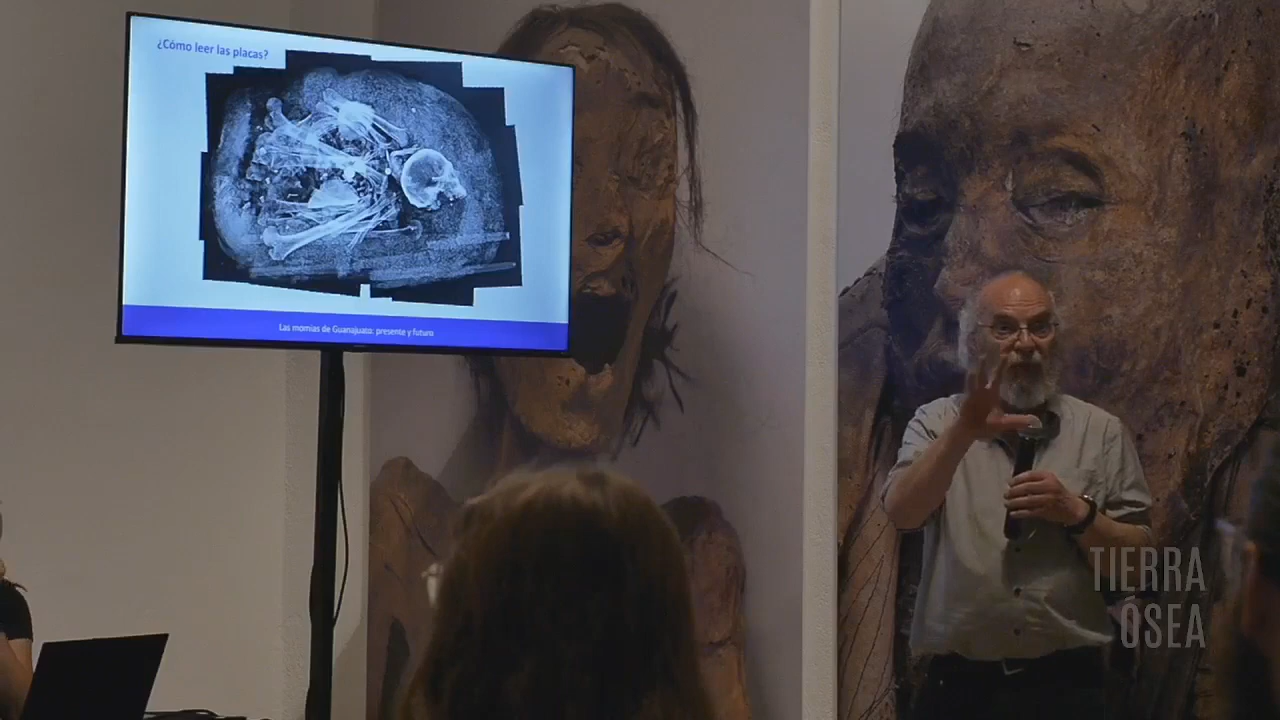 ¿Cómo leer las placas?
Las momias de Guanajuato: presente y futuro
TIERRA
ÓSEA